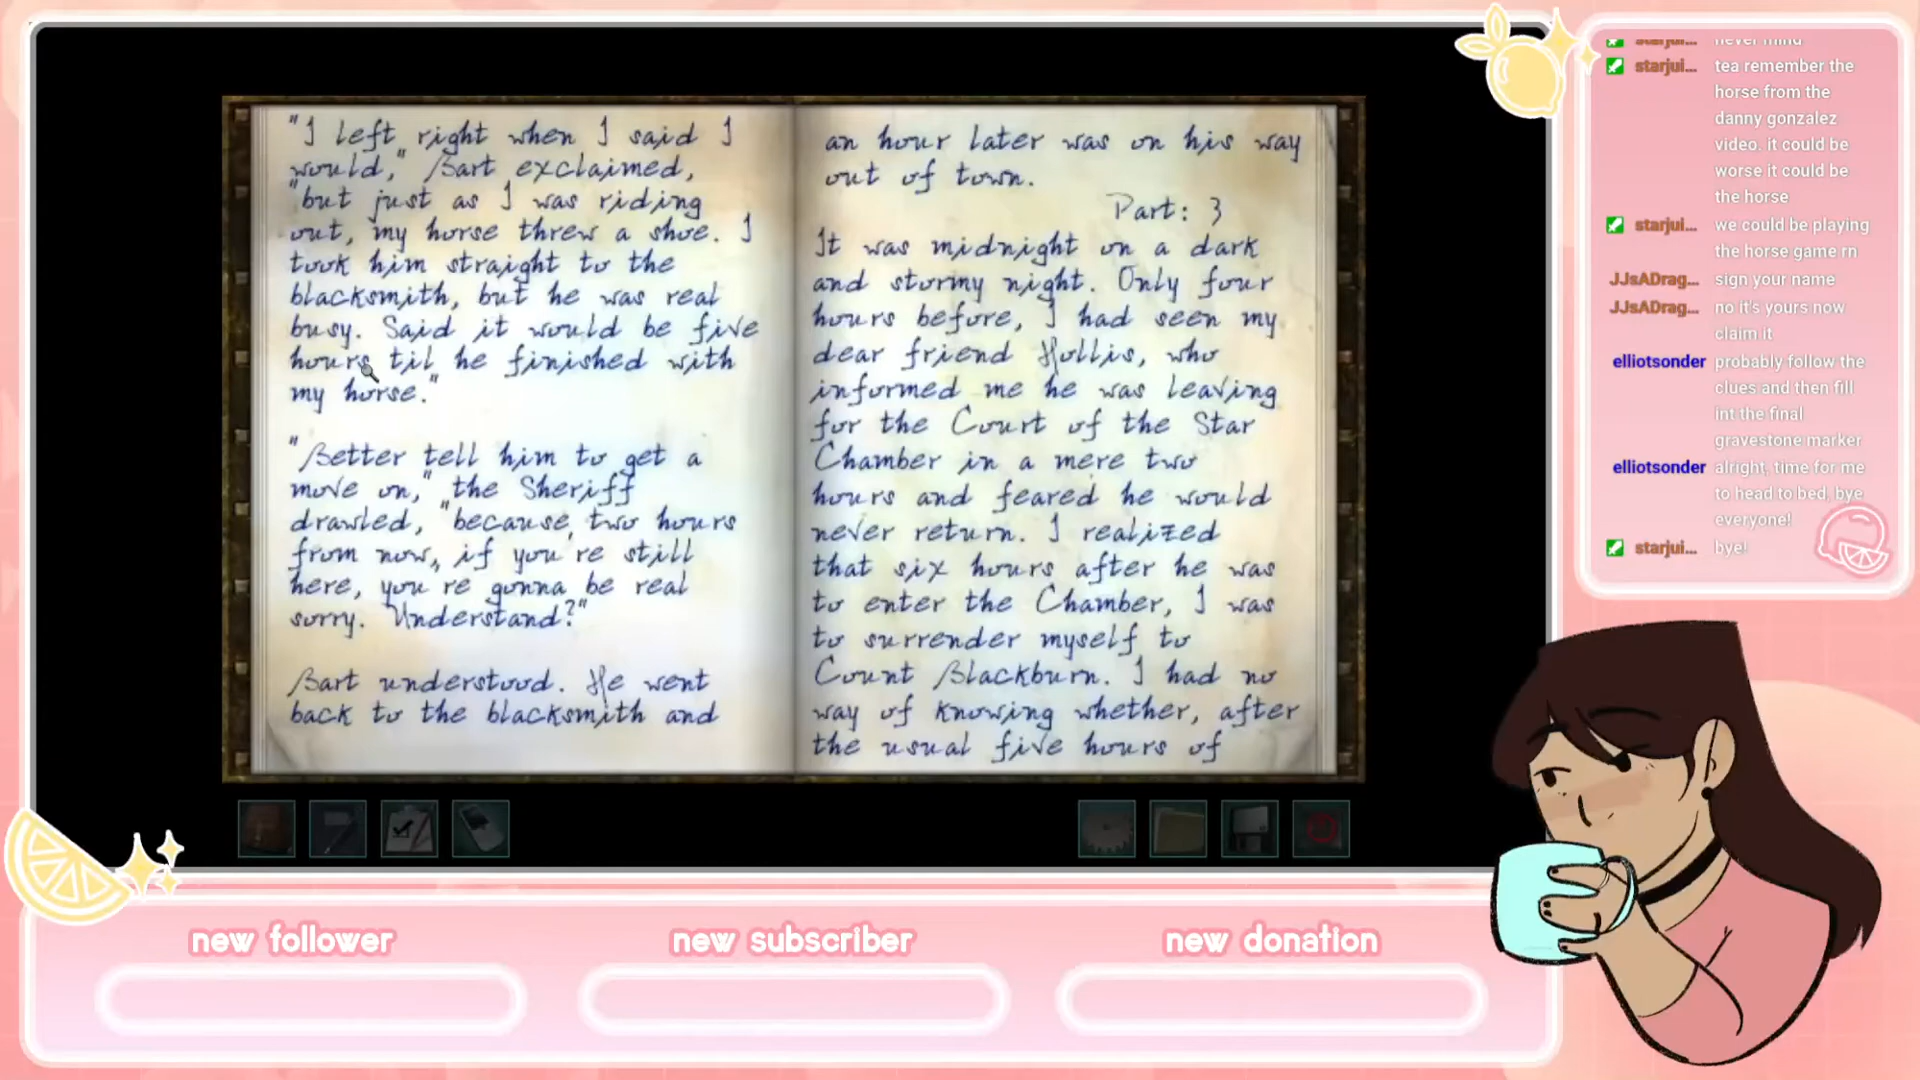 "I left right when I said I
would," Bart exclaimed,
"but just as I was riding
out, my horse threw a shoe. I
took him straight to the
blacksmith, but he was real
busy. Said it would be five
hours til he finished with
my horse."
"Better tell him to get a
move on," the Sheriff
drawled, "because two hours
from now, if you're still
here, you're gonna be real
sorry. Understand?"
Bart understood. He went
back to the blacksmith and
an hour later was on his way
out of town.
Part: 3
It was midnight on a dark
and stormy night. Only four
hours before, I had seen my
dear friend Hollis, who
informed me he was leaving
for the Court of the Star
Chamber in a mere two
hours and feared he would
never return. I realized
that six hours after he was
to enter the Chamber, I was
to surrender myself to
Count Blackburn. I had no
way of knowing whether, after
the usual five hours of
never mind
starjui... tea remember the
horse from the
danny gonzalez
video. it could be
worse it could be
the horse
starjui... we could be playing
the horse game rn
JJsADrag... sign your name
JJsADrag... no it's yours now
claim it
elliotsonder probably follow the
clues and then fill
int the final
gravestone marker
elliotsonder alright, time for me
to head to bed, bye
everyone!
starjui... bye!
new follower
new subscriber
new donation